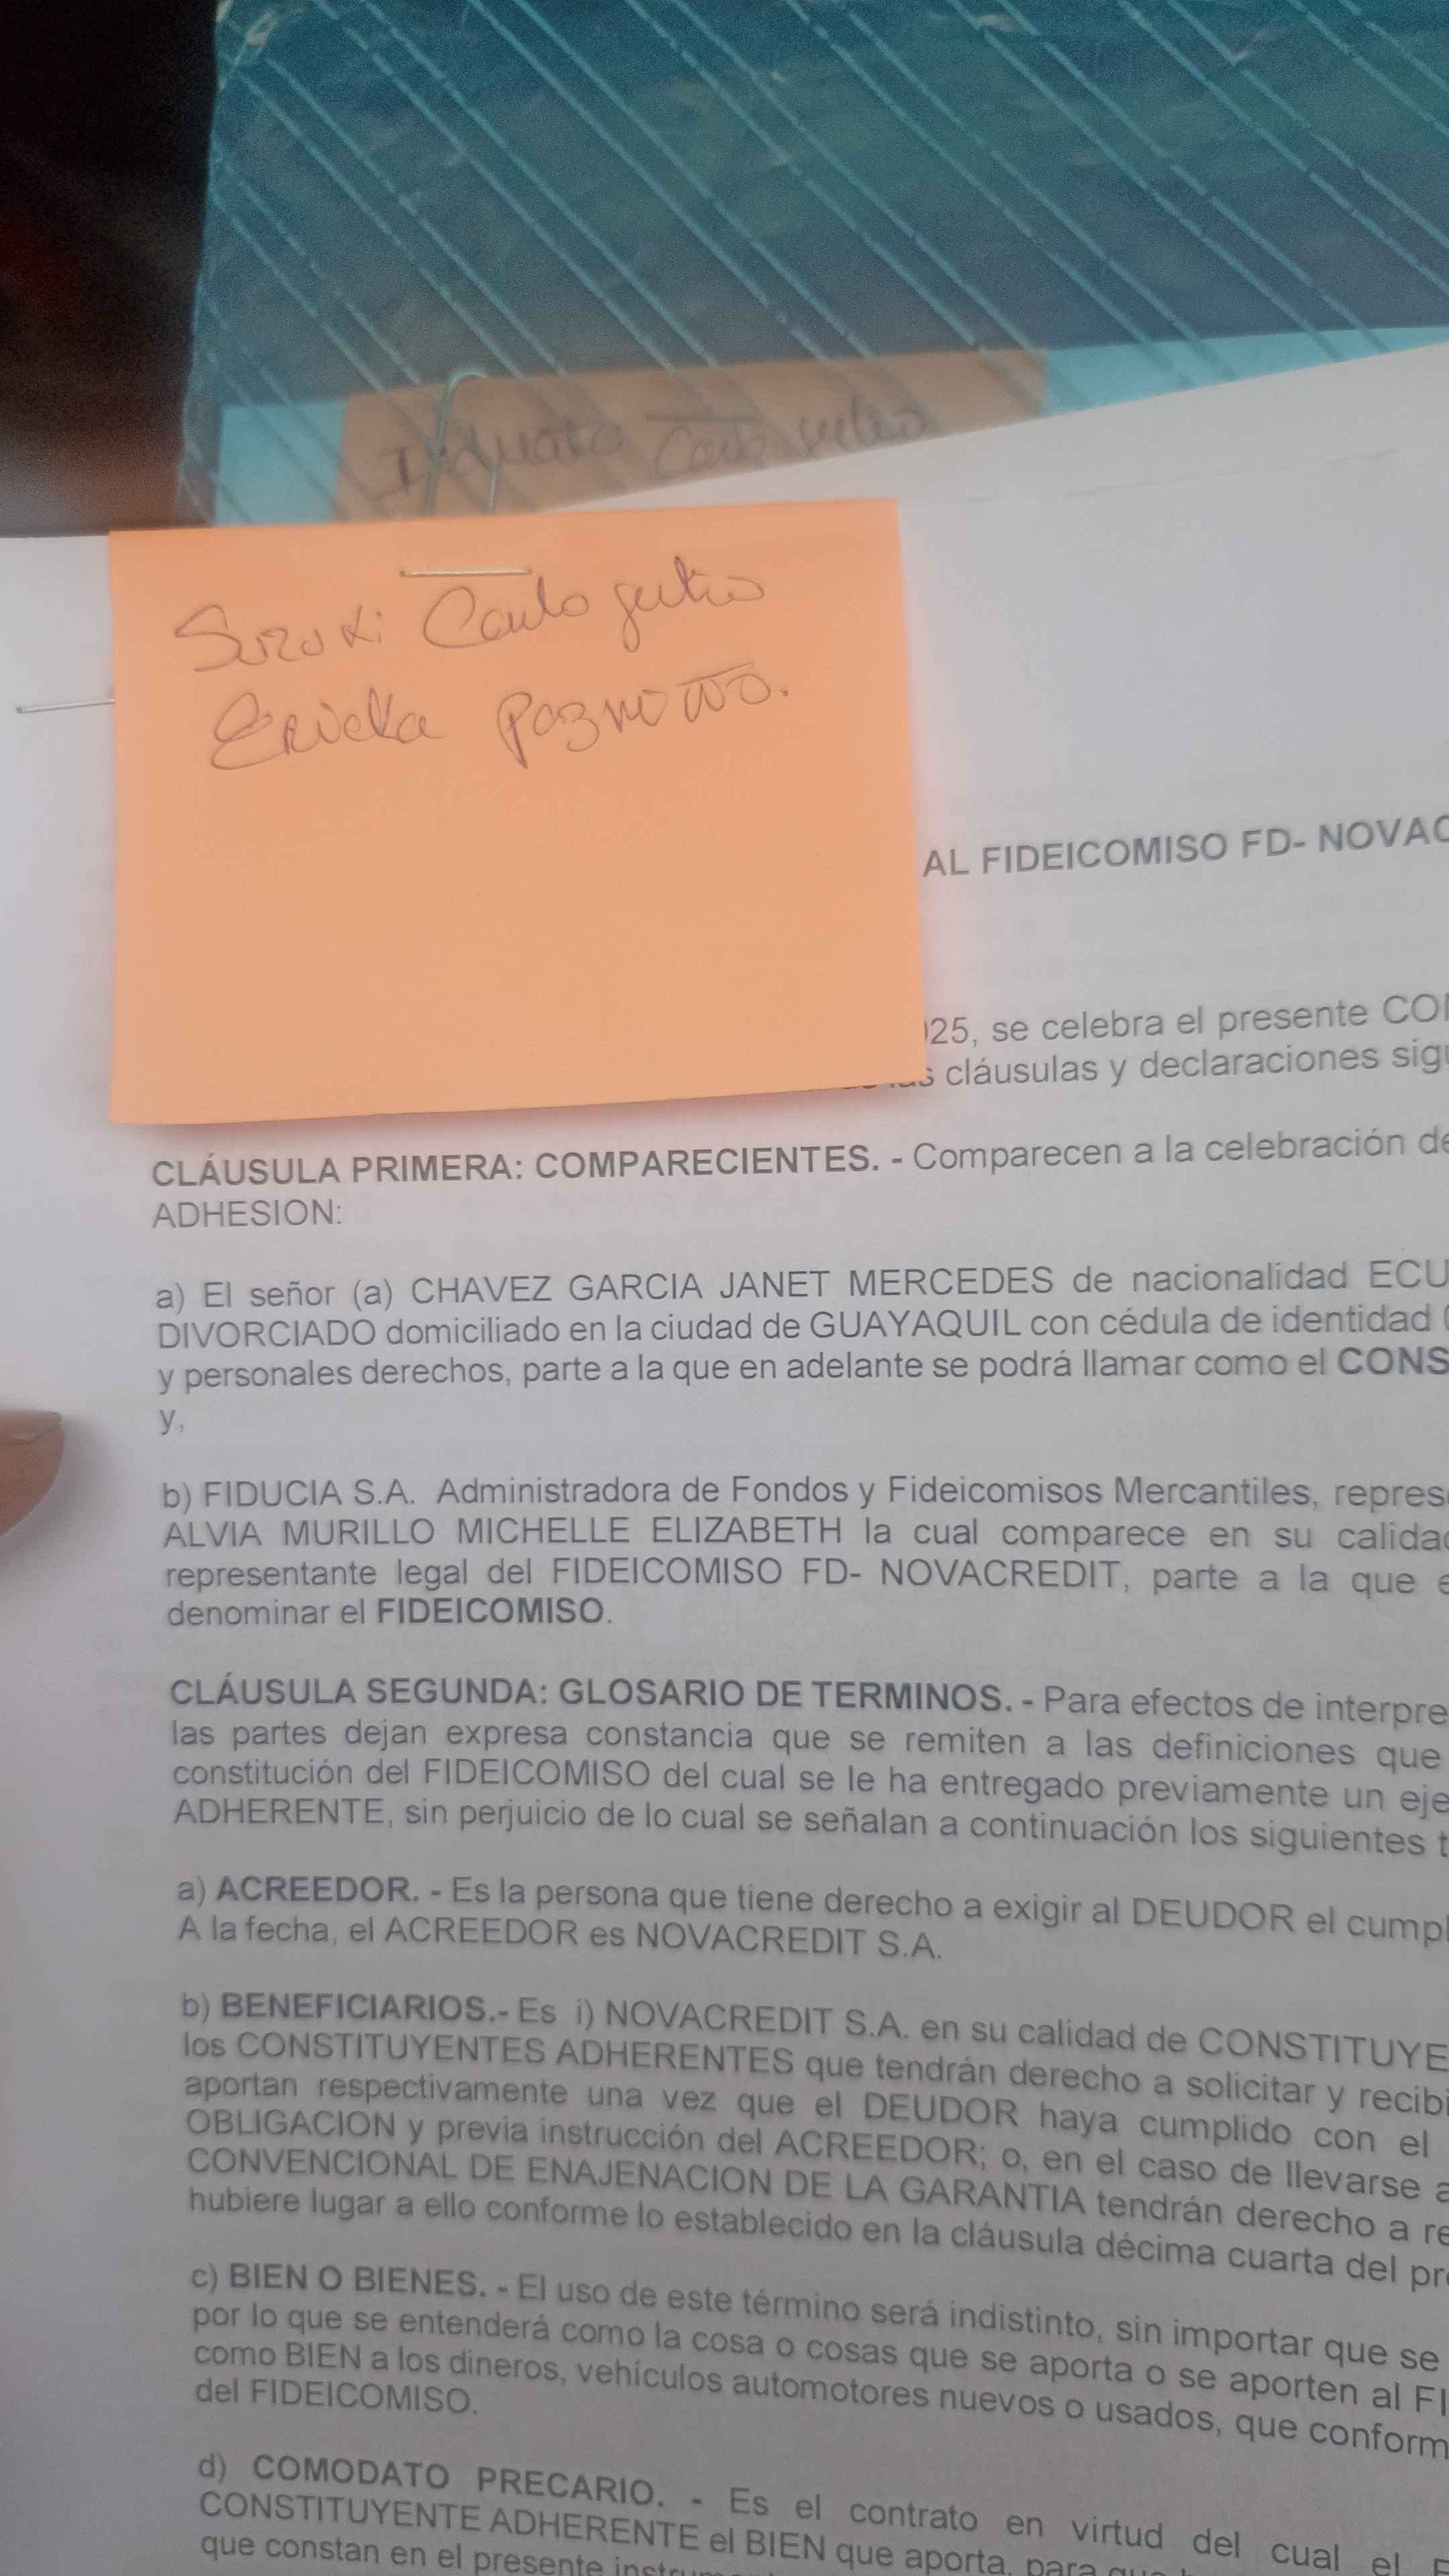 Carlo Julio
Suzuki Carlo Julio
Ericka Pazmiño.
AL FIDEICOMISO FD- NOVAC
025, se celebra el presente CO
las cláusulas y declaraciones sig
CLÁUSULA PRIMERA: COMPARECIENTES. - Comparecen a la celebración de
ADHESION:
a) El señor (a) CHAVEZ GARCIA JANET MERCEDES de nacionalidad ECU
DIVORCIADO domiciliado en la ciudad de GUAYAQUIL con cédula de identidad
y personales derechos, parte a la que en adelante se podrá llamar como el CONS
y,
b) FIDUCIA S.A. Administradora de Fondos y Fideicomisos Mercantiles, repres
ALVIA MURILLO MICHELLE ELIZABETH la cual comparece en su calidad
representante legal del FIDEICOMISO FD- NOVACREDIT, parte a la que e
denominar el FIDEICOMISO.
CLÁUSULA SEGUNDA: GLOSARIO DE TERMINOS. - Para efectos de interpre
las partes dejan expresa constancia que se remiten a las definiciones que
constitución del FIDEICOMISO del cual se le ha entregado previamente un eje
ADHERENTE, sin perjuicio de lo cual se señalan a continuación los siguientes t
a) ACREEDOR. - Es la persona que tiene derecho a exigir al DEUDOR el cumpl
A la fecha, el ACREEDOR es NOVACREDIT S.A.
b) BENEFICIARIOS.- Es i) NOVACREDIT S.A. en su calidad de CONSTITUYE
los CONSTITUYENTES ADHERENTES que tendrán derecho a solicitar y recib
aportan respectivamente una vez que el DEUDOR haya cumplido con el
OBLIGACION y previa instrucción del ACREEDOR; o, en el caso de llevarse a
CONVENCIONAL DE ENAJENACION DE LA GARANTIA tendrán derecho a re
hubiere lugar a ello conforme lo establecido en la cláusula décima cuarta del pre
c) BIEN O BIENES. - El uso de este término será indistinto, sin importar que se
por lo que se entenderá como la cosa o cosas que se aporta o se aporten al FI
como BIEN a los dineros, vehículos automotores nuevos o usados, que conform
del FIDEICOMISO.
d) COMODATO PRECARIO. - Es el contrato en virtud del cual el
CONSTITUYENTE ADHERENTE el BIEN que aporta, para
que constan en el presente